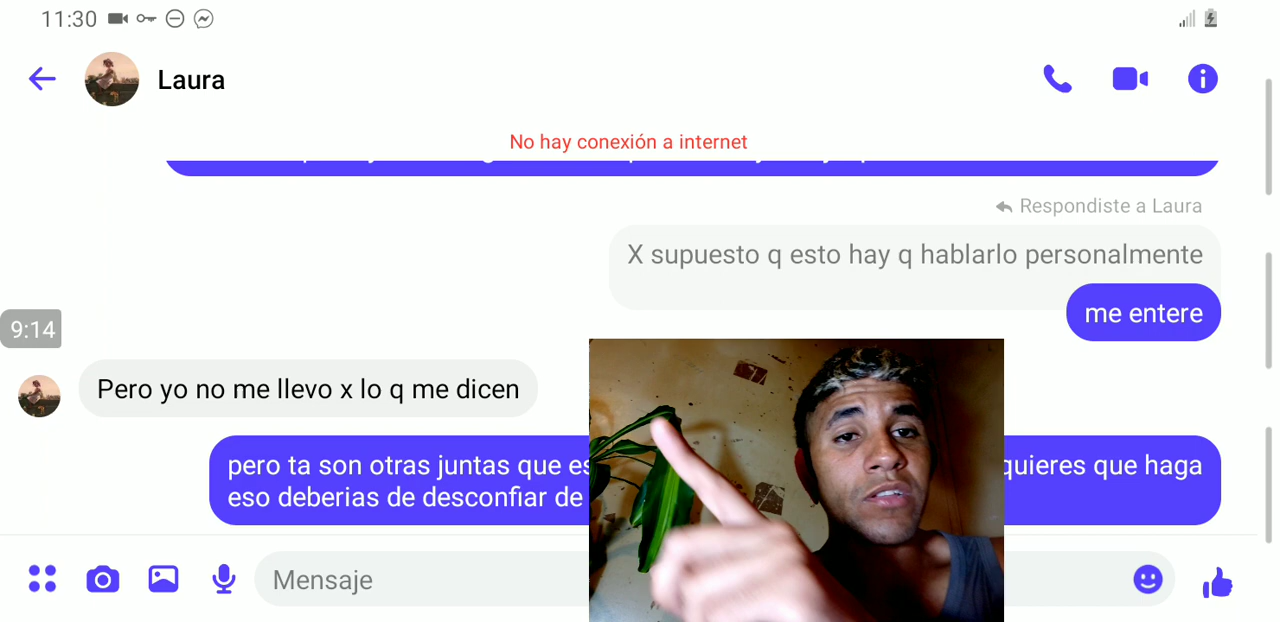 11:30
Laura
No hay conexión a internet
Respondiste a Laura
X supuesto q esto hay q hablarlo personalmente
me entere
9:14
Pero yo no me llevo x lo q me dicen
pero ta son otras juntas que quieres que haga
eso deberias de desconfiar de
Mensaje